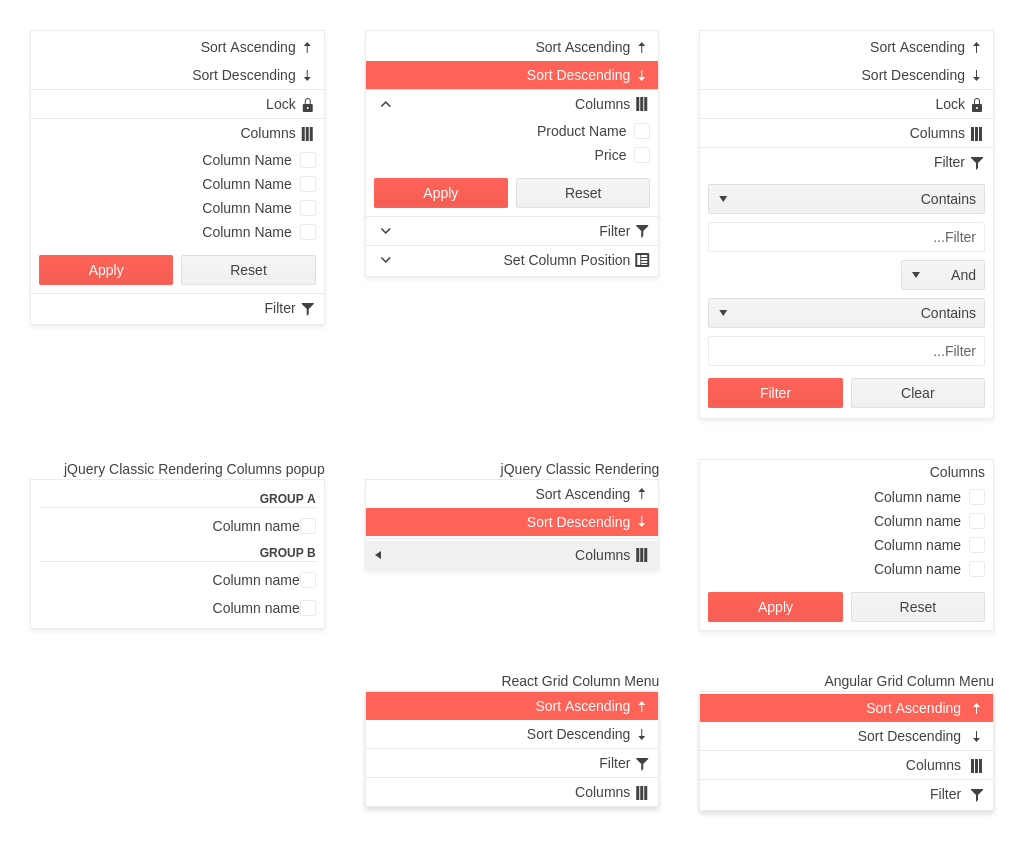 Sort Ascending
Sort Descending
Lock
Columns
Column Name
Column Name
Column Name
Column Name
Apply
Reset
Filter
Sort Ascending
Sort Descending
Columns
Product Name
Price
Apply
Reset
Filter
Set Column Position
Sort Ascending
Sort Descending
Lock
Columns
Filter
Contains
...Filter
And
Contains
...Filter
Filter
Clear
jQuery Classic Rendering Columns popup
GROUP A
Column name
GROUP B
Column name
Column name
jQuery Classic Rendering
Sort Ascending
Sort Descending
Columns
Columns
Column name
Column name
Column name
Column name
Apply
Reset
React Grid Column Menu
Sort Ascending
Sort Descending
Filter
Columns
Angular Grid Column Menu
Sort Ascending
Sort Descending
Columns
Filter